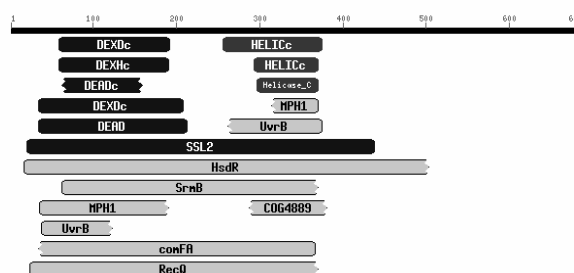 1 100 200 300 400 500 600
DEXDc HELICc
DEXHc HELICc
DEADc Helicase_C
DEXDc MPH1
DEAD UvrB
SSL2
HsdR
SrmB
MPH1 COG4889
UvrB
comFA
RecQ